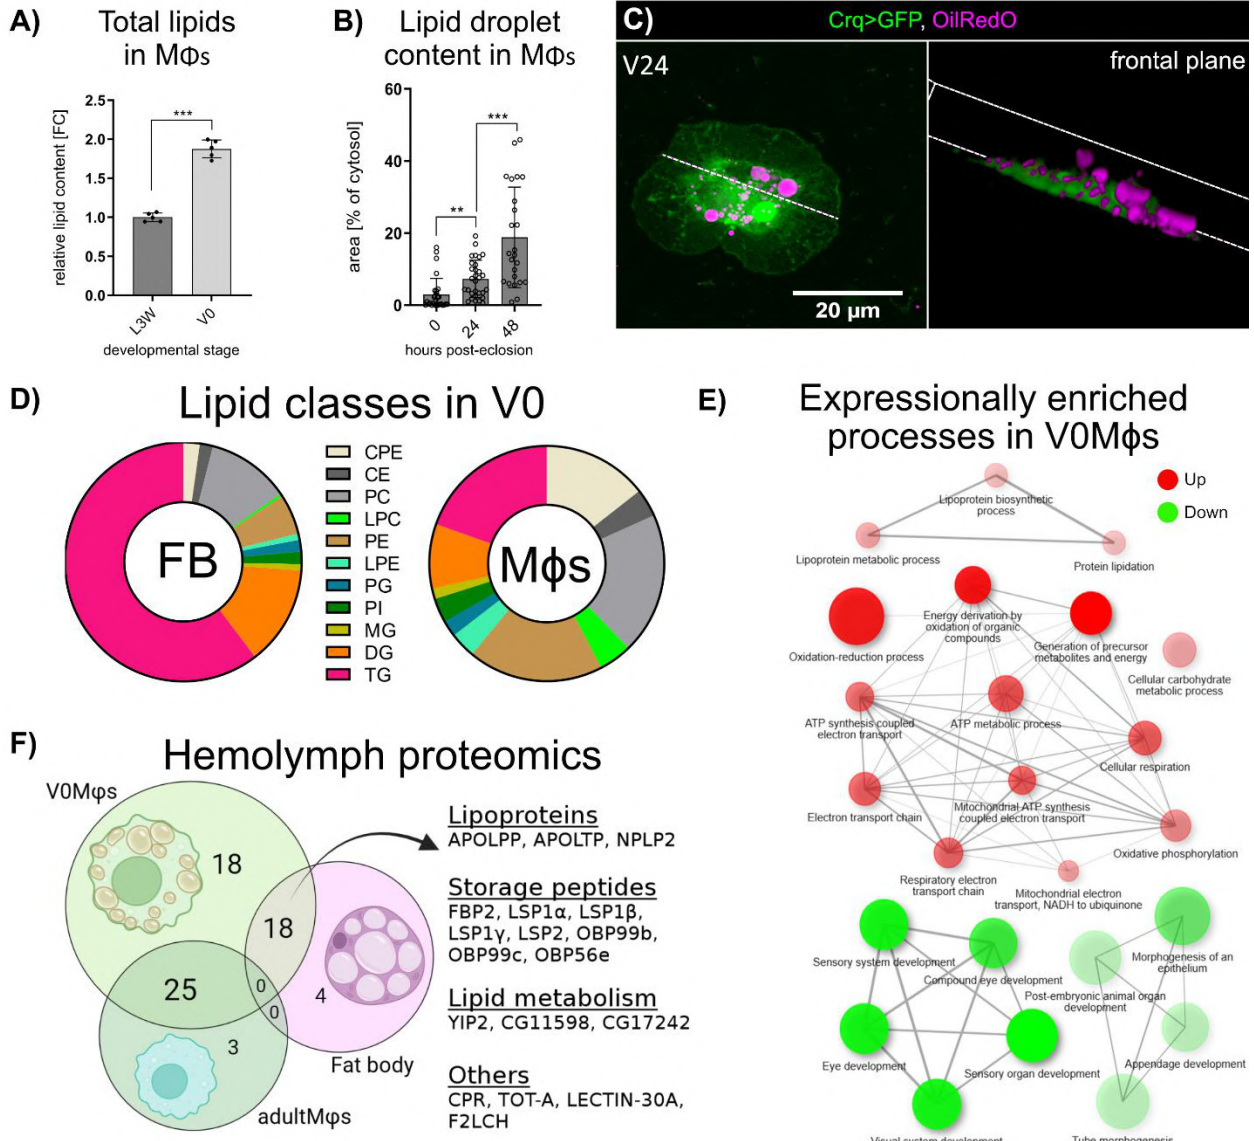 A)
Total lipids
in MΦs
relative lipid content [FC]
2.5
2.0
1.5
1.0
0.5
0.0
***
L3W
V0
developmental stage
B)
Lipid droplet
content in MΦs
area [% of cytosol]
60
40
20
0
**
***
0
24
48
hours post-eclosion
C)
Crq>GFP, OilRedO
V24
frontal plane
20 µm
D)
Lipid classes in V0
FB
CPE
CE
PC
LPC
PE
LPE
PG
PI
MG
DG
TG
Mϕs
E)
Expressionally enriched
processes in V0Mϕs
Up
Down
Lipoprotein biosynthetic
process
Lipoprotein metabolic process
Protein lipidation
Oxidation-reduction process
Energy derivation by
oxidation of organic
compounds
Generation of precursor
metabolites and energy
Cellular carbohydrate
metabolic process
ATP synthesis coupled
electron transport
ATP metabolic process
Cellular respiration
Electron transport chain
Mitochondrial ATP synthesis
coupled electron transport
Oxidative phosphorylation
Respiratory electron
transport chain
Mitochondrial electron
transport, NADH to ubiquinone
Sensory system development
Compound eye development
Morphogenesis of an
epithelium
Post-embryonic animal organ
development
Eye development
Sensory organ development
Appendage development
Visual system development
Tube morphogenesis
F)
Hemolymph proteomics
V0Mφs
18
18
25
0
0
4
3
Fat body
adultMφs
Lipoproteins
APOLPP, APOLTP, NPLP2
Storage peptides
FBP2, LSP1α, LSP1β,
LSP1γ, LSP2, OBP99b,
OBP99c, OBP56e
Lipid metabolism
YIP2, CG11598, CG17242
Others
CPR, TOT-A, LECTIN-30A,
F2LCH